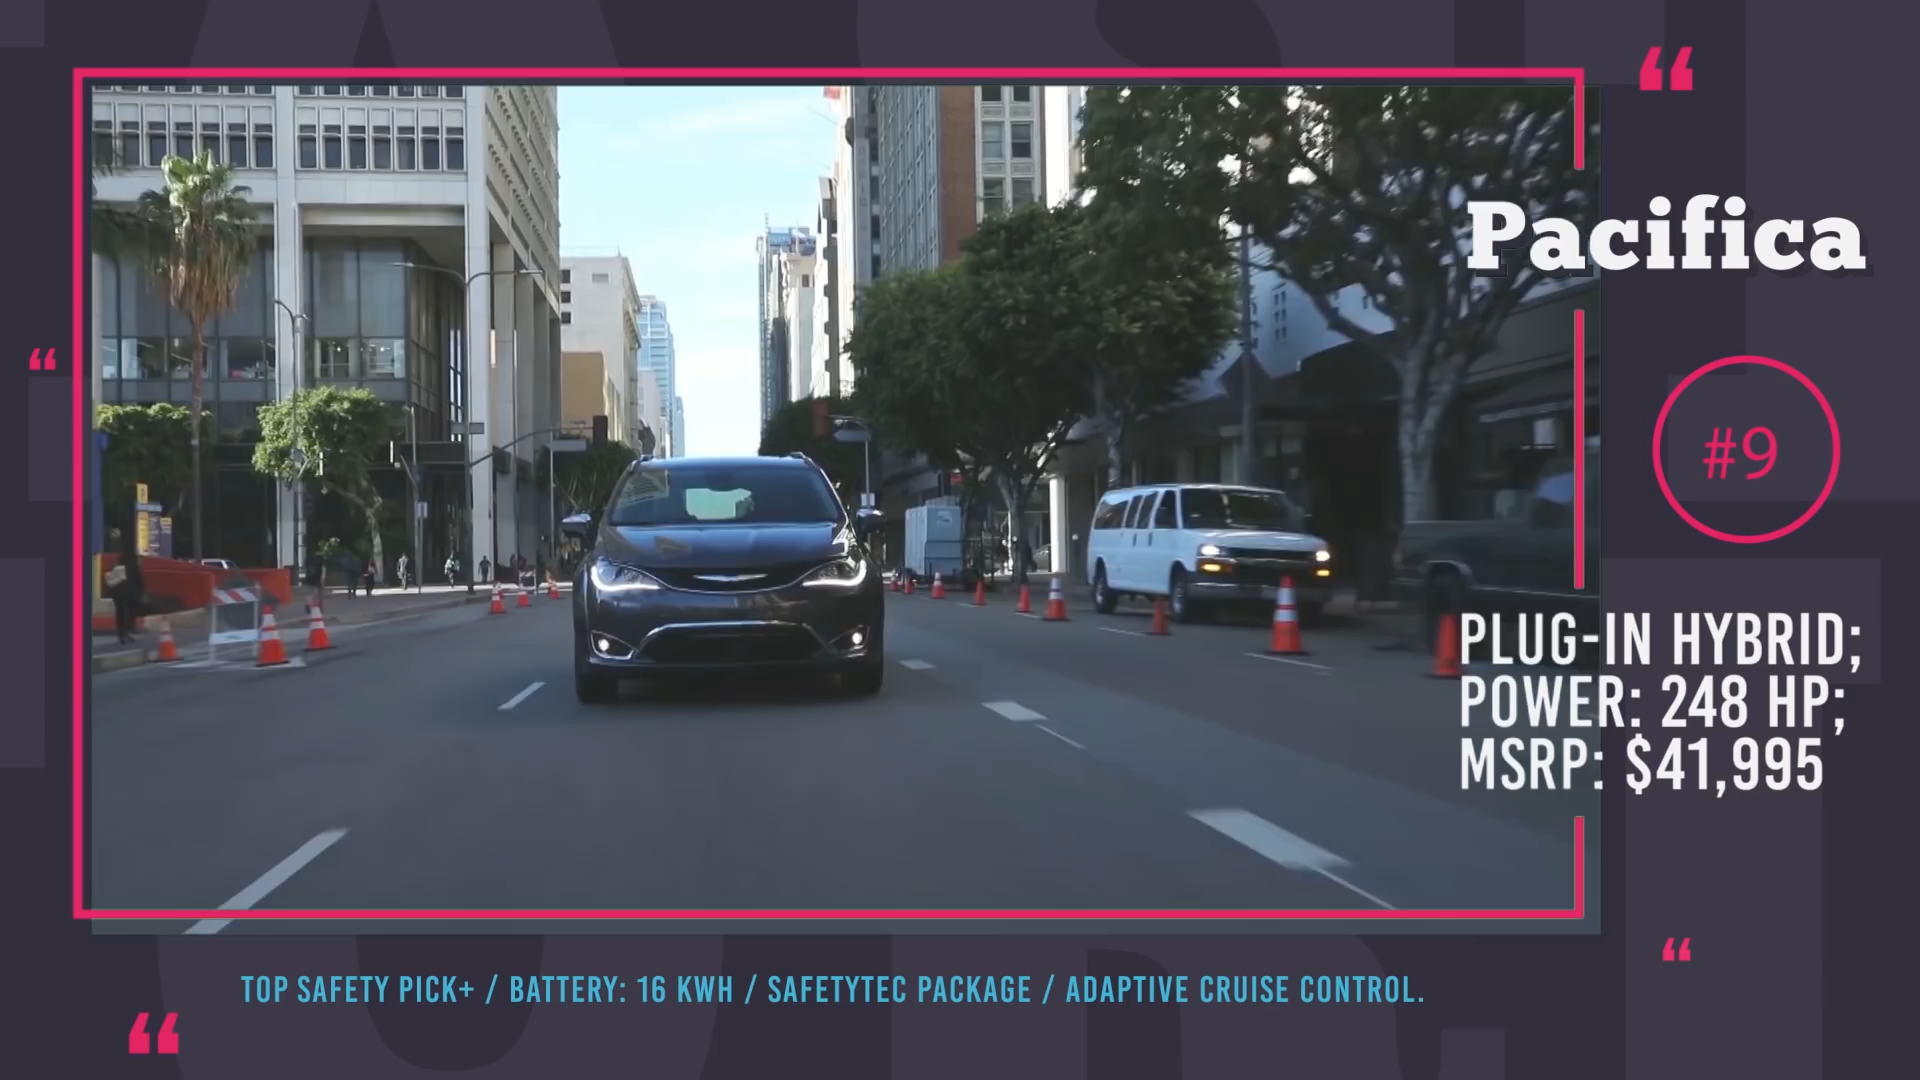 Pacifica
#9
PLUG-IN HYBRID;
POWER: 248 HP;
MSRP: $41,995
TOP SAFETY PICK+ / BATTERY: 16 KWH / SAFETYTEC PACKAGE / ADAPTIVE CRUISE CONTROL.